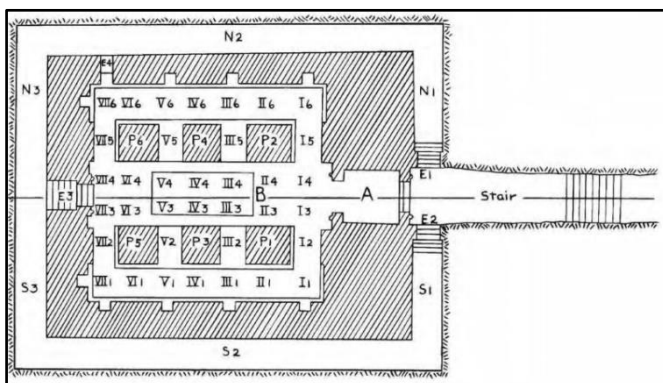 N2
E4
N3 N1
VII6 VI6 V6 IV6 III6 II6 I6
VII5 P6 V5 P4 III5 P2 I5
VII4 VI4 V4 IV4 III4 II4 I4 E1
E3 B A Stair
VII3 VI3 V3 IV3 III3 II3 I3 E2
VII2 P5 V2 P3 III2 P1 I2
S3 VII1 VI1 V1 IV1 III1 II1 I1 S1
S2